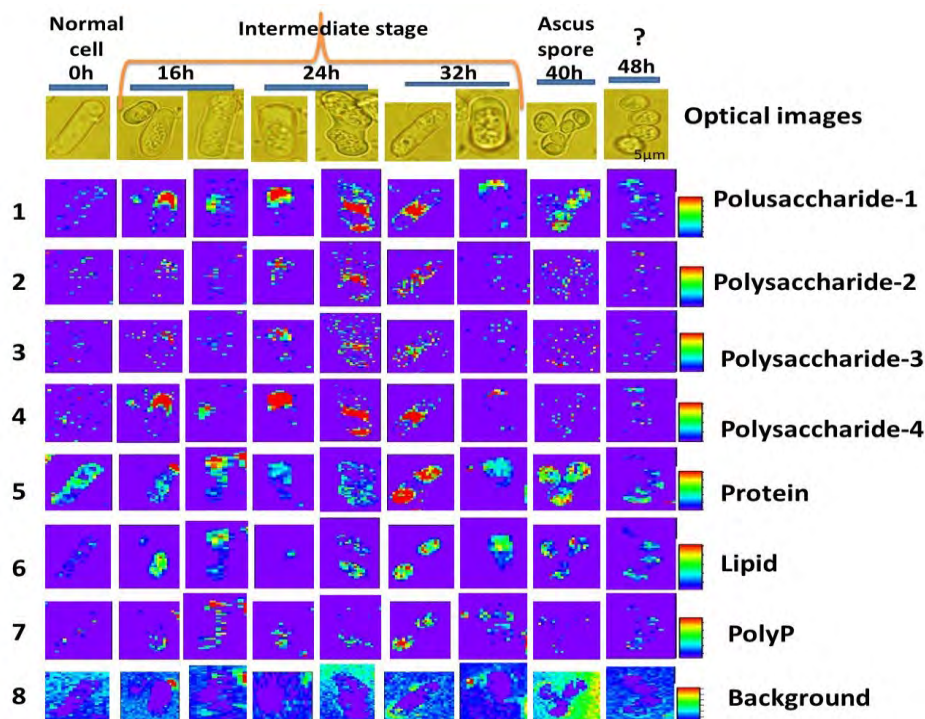 Normal
cell
0h
Intermediate stage
16h
24h
32h
Ascus
spore
40h
?
48h
Optical images
5μm
1
Polusaccharide-1
2
Polysaccharide-2
3
Polysaccharide-3
4
Polysaccharide-4
5
Protein
6
Lipid
7
PolyP
8
Background